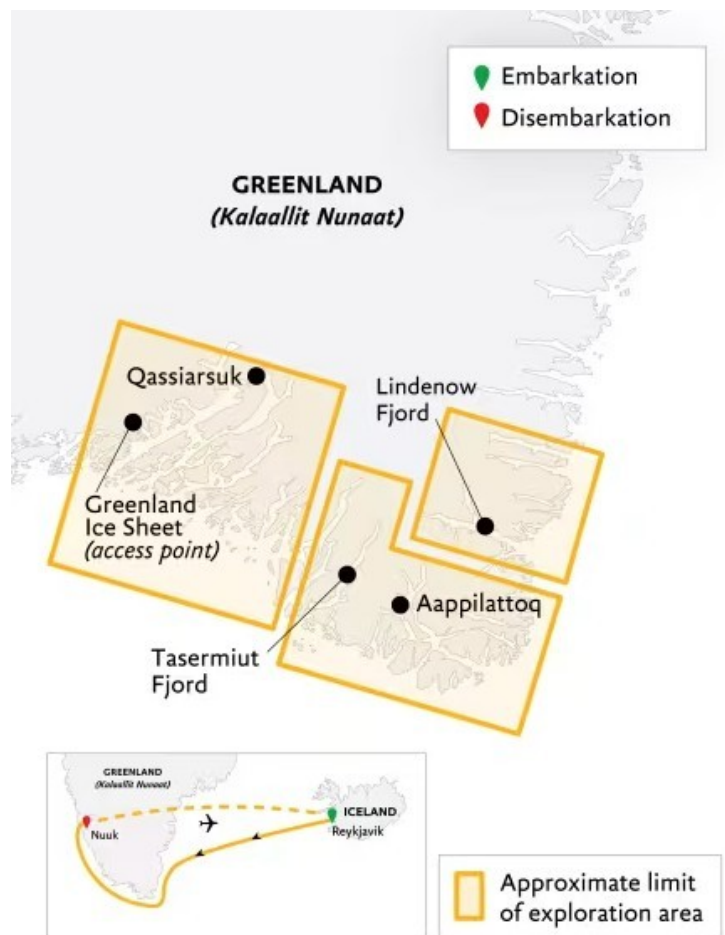 Embarkation
Disembarkation
GREENLAND
(Kalaallit Nunaat)
Qassiarsuk
Lindenow
Fjord
Greenland
Ice Sheet
(access point)
Aappilattoq
Tasermiut
Fjord
GREENLAND
(Kalaallit Nunaat)
ICELAND
Nuuk
Reykjavik
Approximate limit
of exploration area